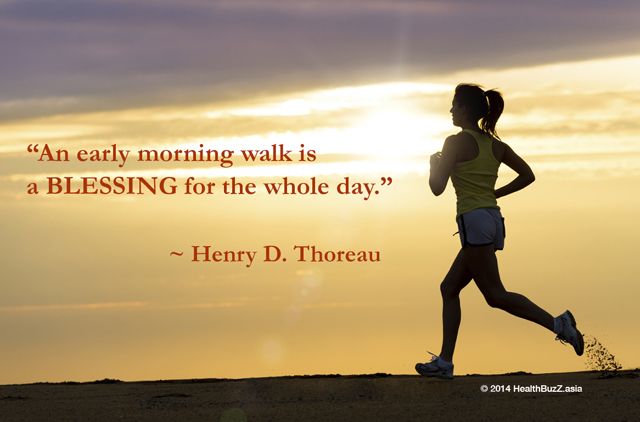 “An early morning walk is
a BLESSING for the whole day.”
~ Henry D. Thoreau
© 2014 HealthBuzZ.asia